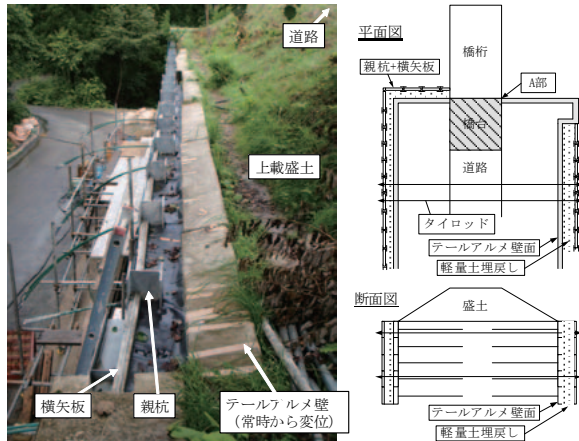 道路
上載盛土
横矢板
親杭
テールアルメ壁
（常時から変位）
平面図
橋桁
親杭+横矢板
A部
橋台
道路
タイロッド
テールアルメ壁面
軽量土埋戻し
断面図
盛土
テールアルメ壁面
軽量土埋戻し